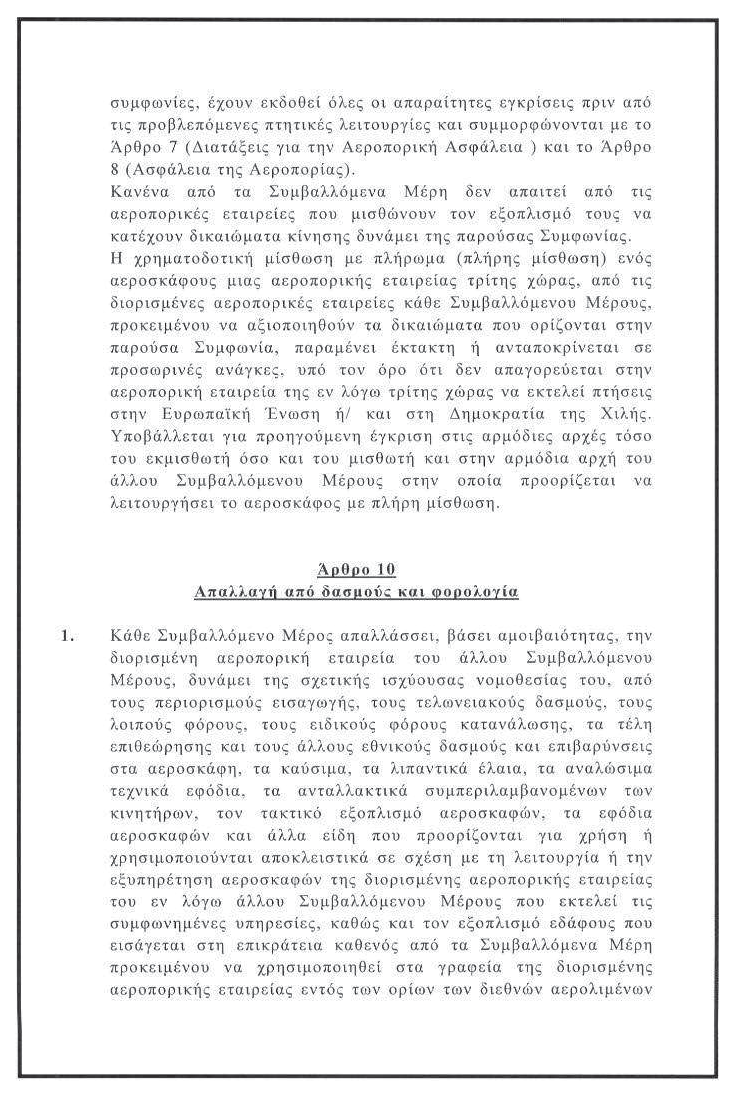 συμφωνίες, έχουν εκδοθεί όλες οι απαραίτητες εγκρίσεις πριν από
τις προβλεπόμενες πτητικές λειτουργίες και συμμορφώνονται με το
Άρθρο 7 (Διατάξεις για την Αεροπορική Ασφάλεια ) και το Άρθρο
8 (Ασφάλεια της Αεροπορίας).
Κανένα από τα Συμβαλλόμενα Μέρη δεν απαιτεί από τις
αεροπορικές εταιρείες που μισθώνουν τον εξοπλισμό τους να
κατέχουν δικαιώματα κίνησης δυνάμει της παρούσας Συμφωνίας.
Η χρηματοδοτική μίσθωση με πλήρωμα (πλήρης μίσθωση) ενός
αεροσκάφους μιας αεροπορικής εταιρείας τρίτης χώρας, από τις
διορισμένες αεροπορικές εταιρείες κάθε Συμβαλλόμενου Μέρους,
προκειμένου να αξιοποιηθούν τα δικαιώματα που ορίζονται στην
παρούσα Συμφωνία, παραμένει έκτακτη ή ανταποκρίνεται σε
προσωρινές ανάγκες, υπό τον όρο ότι δεν απαγορεύεται στην
αεροπορική εταιρεία της εν λόγω τρίτης χώρας να εκτελεί πτήσεις
στην Ευρωπαϊκή Ένωση ή/ και στη Δημοκρατία της Χιλής.
Υποβάλλεται για προηγούμενη έγκριση στις αρμόδιες αρχές τόσο
του εκμισθωτή όσο και του μισθωτή και στην αρμόδια αρχή του
άλλου Συμβαλλόμενου Μέρους στην οποία προορίζεται να
λειτουργήσει το αεροσκάφος με πλήρη μίσθωση.
Άρθρο 10
Απαλλαγή από δασμούς και φορολογία
1. Κάθε Συμβαλλόμενο Μέρος απαλλάσσει, βάσει αμοιβαιότητας, την
διορισμένη αεροπορική εταιρεία του άλλου Συμβαλλόμενου
Μέρους, δυνάμει της σχετικής ισχύουσας νομοθεσίας του, από
τους περιορισμούς εισαγωγής, τους τελωνειακούς δασμούς, τους
λοιπούς φόρους, τους ειδικούς φόρους κατανάλωσης, τα τέλη
επιθεώρησης και τους άλλους εθνικούς δασμούς και επιβαρύνσεις
στα αεροσκάφη, τα καύσιμα, τα λιπαντικά έλαια, τα αναλώσιμα
τεχνικά εφόδια, τα ανταλλακτικά συμπεριλαμβανομένων των
κινητήρων, τον τακτικό εξοπλισμό αεροσκαφών, τα εφόδια
αεροσκαφών και άλλα είδη που προορίζονται για χρήση ή
χρησιμοποιούνται αποκλειστικά σε σχέση με τη λειτουργία ή την
εξυπηρέτηση αεροσκαφών της διορισμένης αεροπορικής εταιρείας
του εν λόγω άλλου Συμβαλλόμενου Μέρους που εκτελεί τις
συμφωνημένες υπηρεσίες, καθώς και τον εξοπλισμό εδάφους που
εισάγεται στη επικράτεια καθενός από τα Συμβαλλόμενα Μέρη
προκειμένου να χρησιμοποιηθεί στα γραφεία της διορισμένης
αεροπορικής εταιρείας εντός των ορίων των διεθνών αερολιμένων